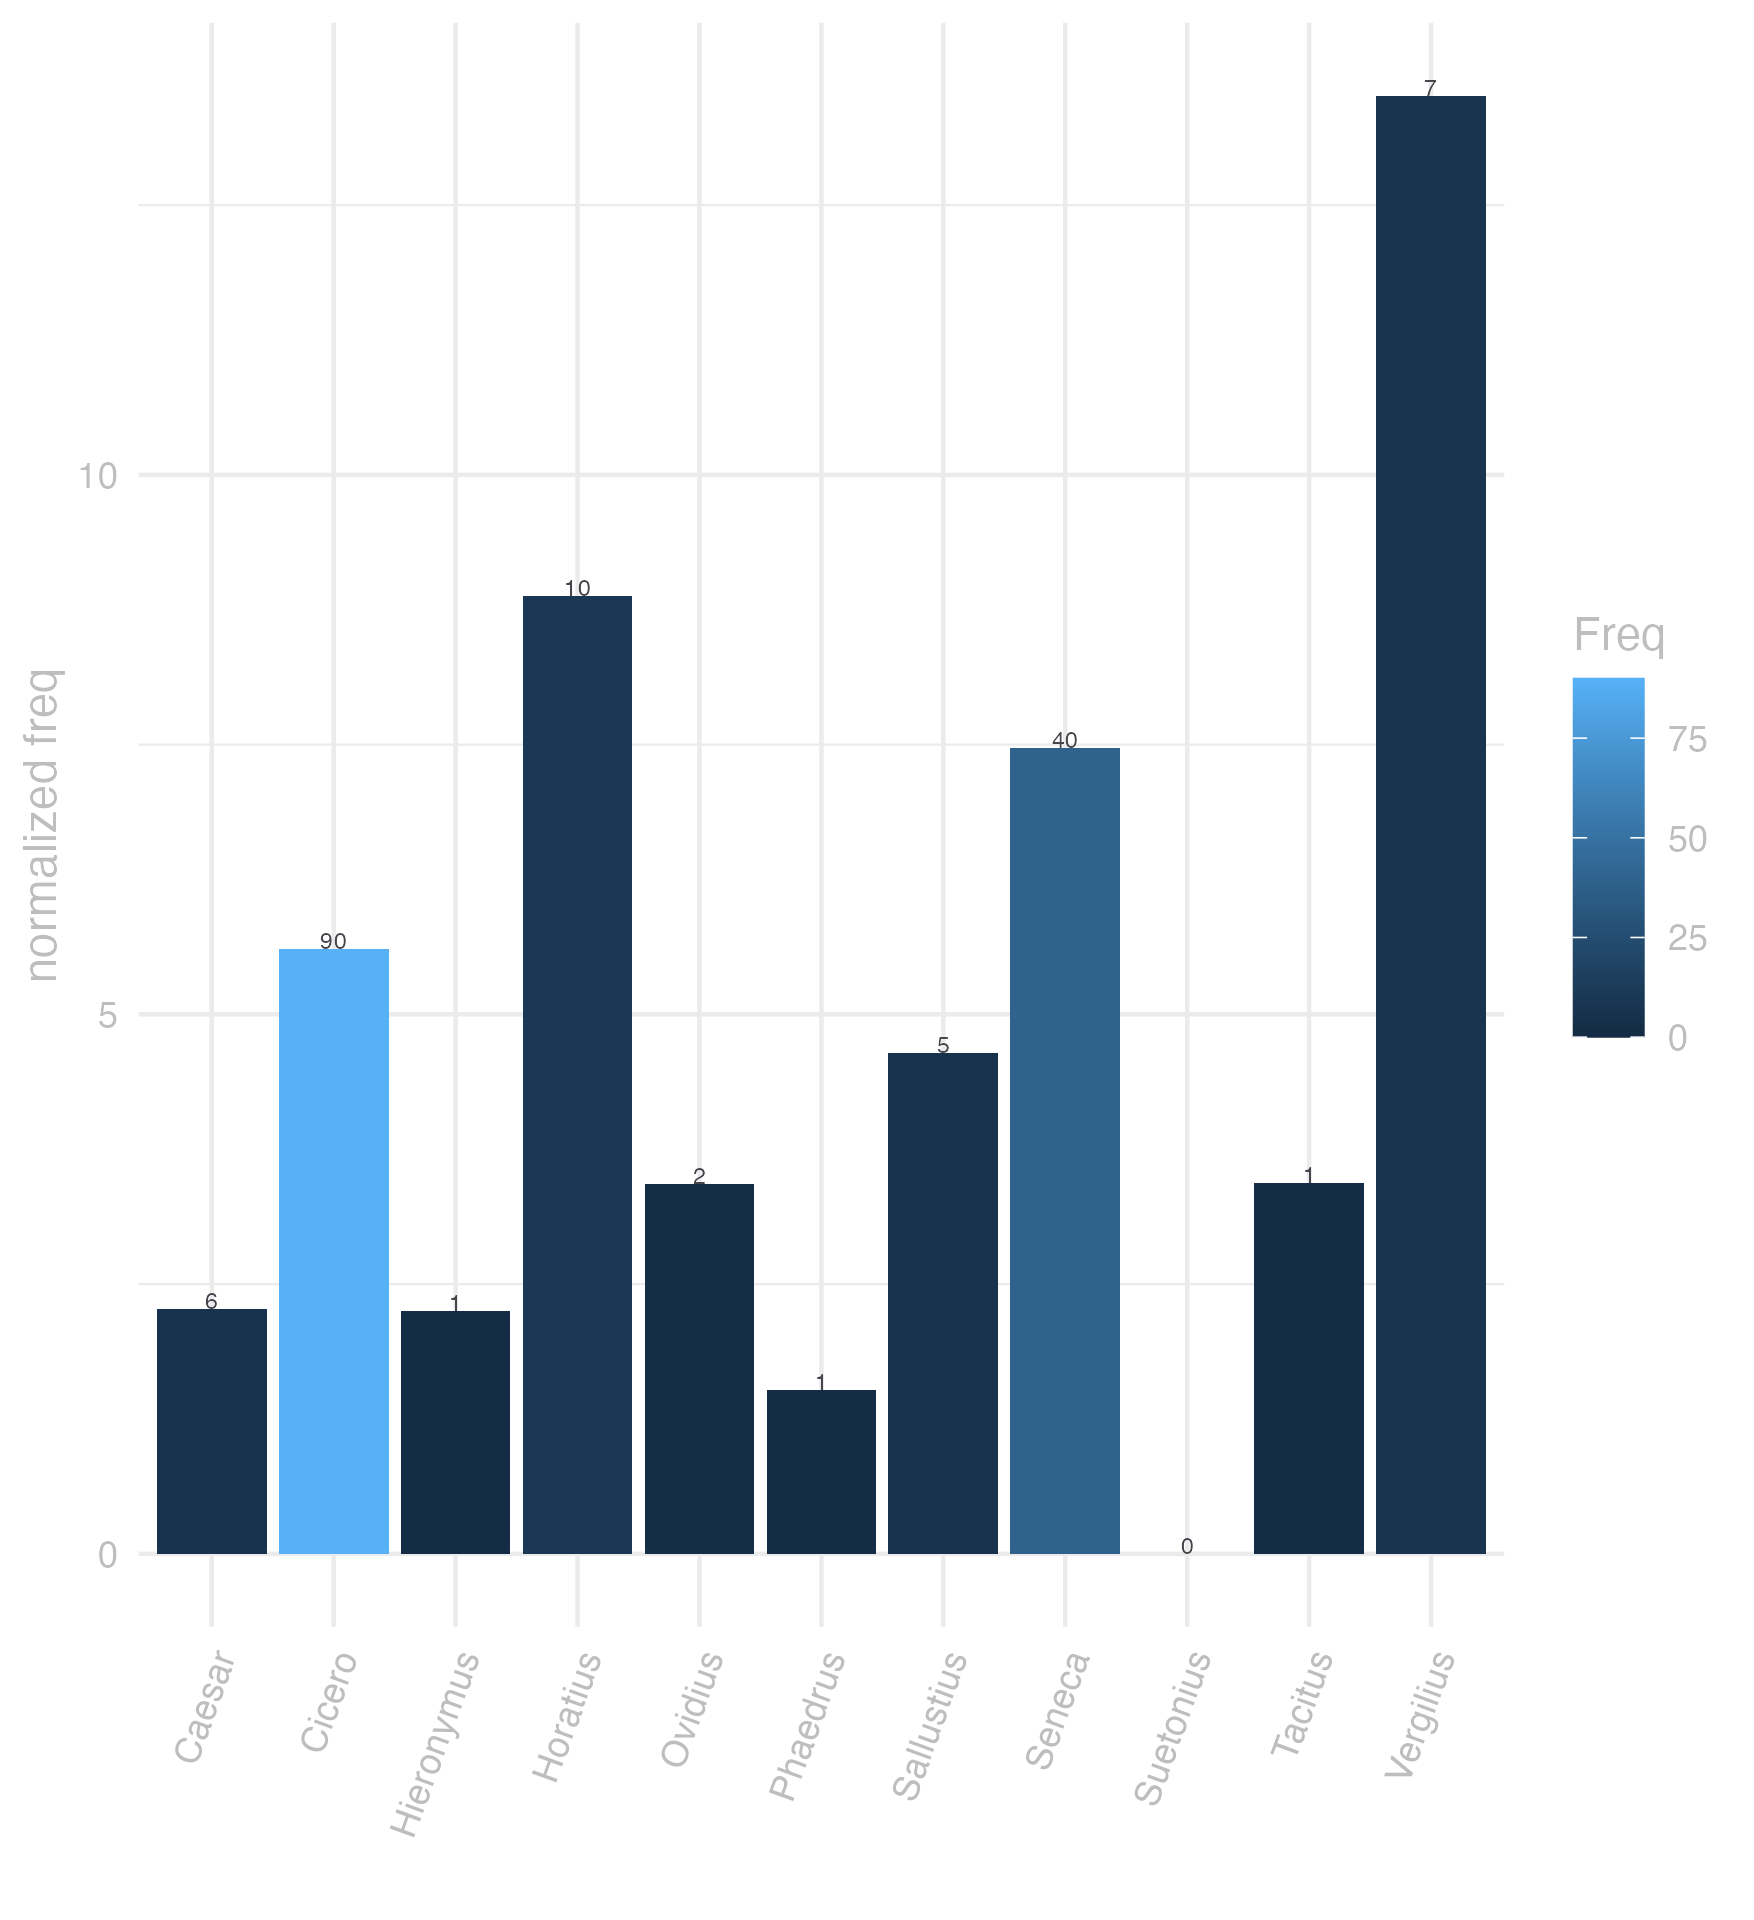 normalized freq
10
5
0
6
90
1
10
2
1
5
40
0
1
7
Caesar
Cicero
Hieronymus
Horatius
Ovidius
Phaedrus
Sallustius
Seneca
Suetonius
Tacitus
Vergilius
Freq
75
50
25
0